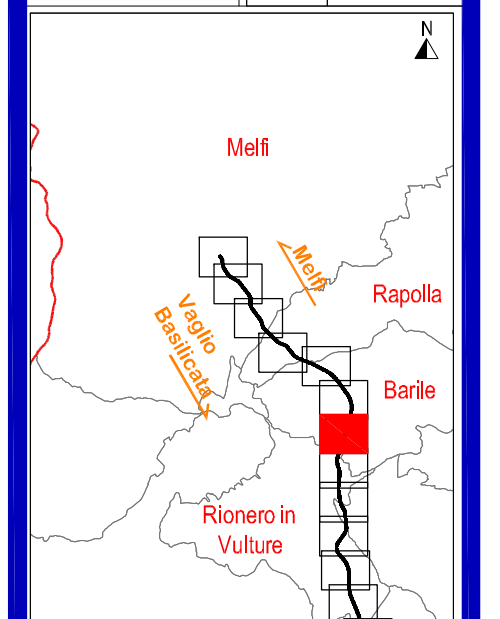 N
Melfi
Melfi
Rapolla
Vaglio
Basilicata
Barile
Rionero in
Vulture